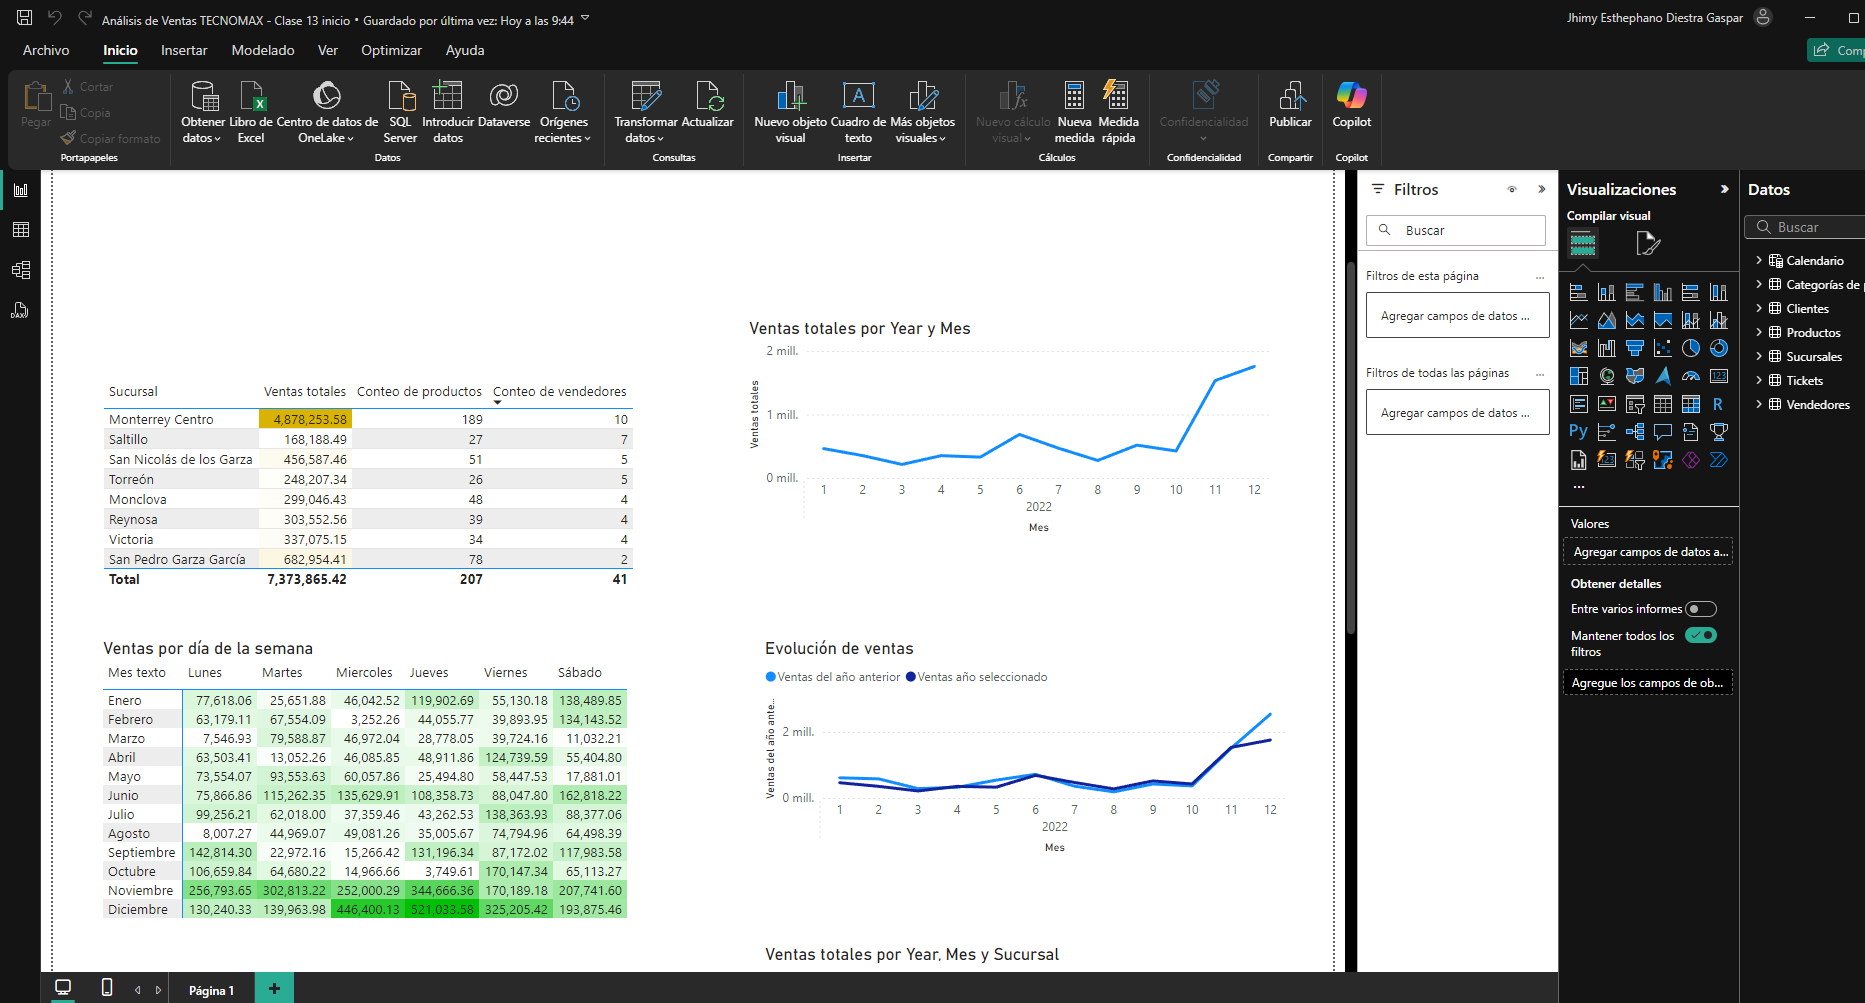 Análisis de Ventas TECNOMAX - Clase 13 inicio • Guardado por última vez: Hoy a las 9:44
Jhimy Esthephano Diestra Gaspar
Archivo Inicio Insertar Modelado Ver Optimizar Ayuda
Comp
Pegar
Cortar
Copia
Copiar formato
Portapapeles
Obtener datos
Libro de Excel
Centro de datos de OneLake
SQL Server
Introducir datos
Dataverse
Orígenes recientes
Datos
Transformar datos
Actualizar
Consultas
Nuevo objeto visual
Cuadro de texto
Más objetos visuales
Insertar
Nuevo cálculo visual
Nueva medida
Medida rápida
Cálculos
Confidencialidad
Confidencialidad
Publicar
Compartir
Copilot
Copilot
Sucursal Ventas totales Conteo de productos Conteo de vendedores
Monterrey Centro 4,878,253.58 189 10
Saltillo 168,188.49 27 7
San Nicolás de los Garza 456,587.46 51 5
Torreón 248,207.34 26 5
Monclova 299,046.43 48 4
Reynosa 303,552.56 39 4
Victoria 337,075.15 34 4
San Pedro Garza García 682,954.41 78 2
Total 7,373,865.42 207 41
Ventas totales por Year y Mes
Ventas totales
2 mill.
1 mill.
0 mill.
1 2 3 4 5 6 7 8 9 10 11 12
2022
Mes
Ventas por día de la semana
Mes texto Lunes Martes Miercoles Jueves Viernes Sábado
Enero 77,618.06 25,651.88 46,042.52 119,902.69 55,130.18 138,489.85
Febrero 63,179.11 67,554.09 3,252.26 44,055.77 39,893.95 134,143.52
Marzo 7,546.93 79,588.87 46,972.04 28,778.05 39,724.16 11,032.21
Abril 63,503.41 13,052.26 46,085.85 48,911.86 124,739.59 55,404.80
Mayo 73,554.07 93,553.63 60,057.86 25,494.80 58,447.53 17,881.01
Junio 75,866.86 115,262.35 135,629.91 108,358.73 88,047.80 162,818.22
Julio 99,256.21 62,018.00 37,359.46 43,262.53 138,363.93 88,377.06
Agosto 8,007.27 44,969.07 49,081.26 35,005.67 74,794.96 64,498.39
Septiembre 142,814.30 22,972.16 15,266.42 131,196.34 87,172.02 117,983.58
Octubre 106,659.84 64,680.22 14,966.66 3,749.61 170,147.34 65,113.27
Noviembre 256,793.65 302,813.22 252,000.29 344,666.36 170,189.18 207,741.60
Diciembre 130,240.33 139,963.98 446,400.13 521,033.58 325,205.42 193,875.46
Evolución de ventas
Ventas del año anterior Ventas año seleccionado
Ventas del año ante...
2 mill.
0 mill.
1 2 3 4 5 6 7 8 9 10 11 12
2022
Mes
Ventas totales por Year, Mes y Sucursal
Filtros
Buscar
Filtros de esta página ...
Agregar campos de datos ...
Filtros de todas las páginas ...
Agregar campos de datos ...
Visualizaciones
Compilar visual
123
R
Py
123
...
Valores
Agregar campos de datos a...
Obtener detalles
Entre varios informes
Mantener todos los filtros
Agregue los campos de ob...
Datos
Buscar
Calendario
Categorías de
Clientes
Productos
Sucursales
Tickets
Vendedores
DAX
Página 1
+